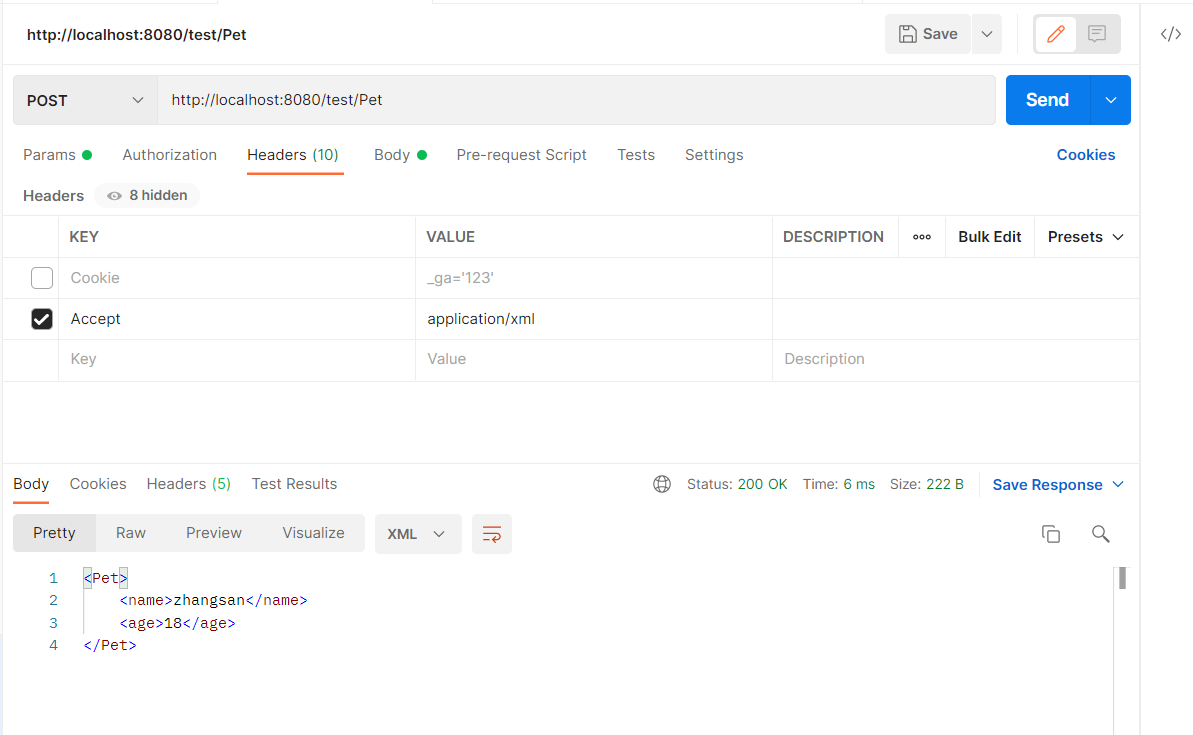 http://localhost:8080/test/Pet Save </>
POST http://localhost:8080/test/Pet Send
Params Authorization Headers (10) Body Pre-request Script Tests Settings Cookies
Headers 8 hidden
KEY VALUE DESCRIPTION ooo Bulk Edit Presets
Cookie _ga='123'
Accept application/xml
Key Value Description
Body Cookies Headers (5) Test Results Status: 200 OK Time: 6 ms Size: 222 B Save Response
Pretty Raw Preview Visualize XML
1 <Pet>
2 <name>zhangsan</name>
3 <age>18</age>
4 </Pet>